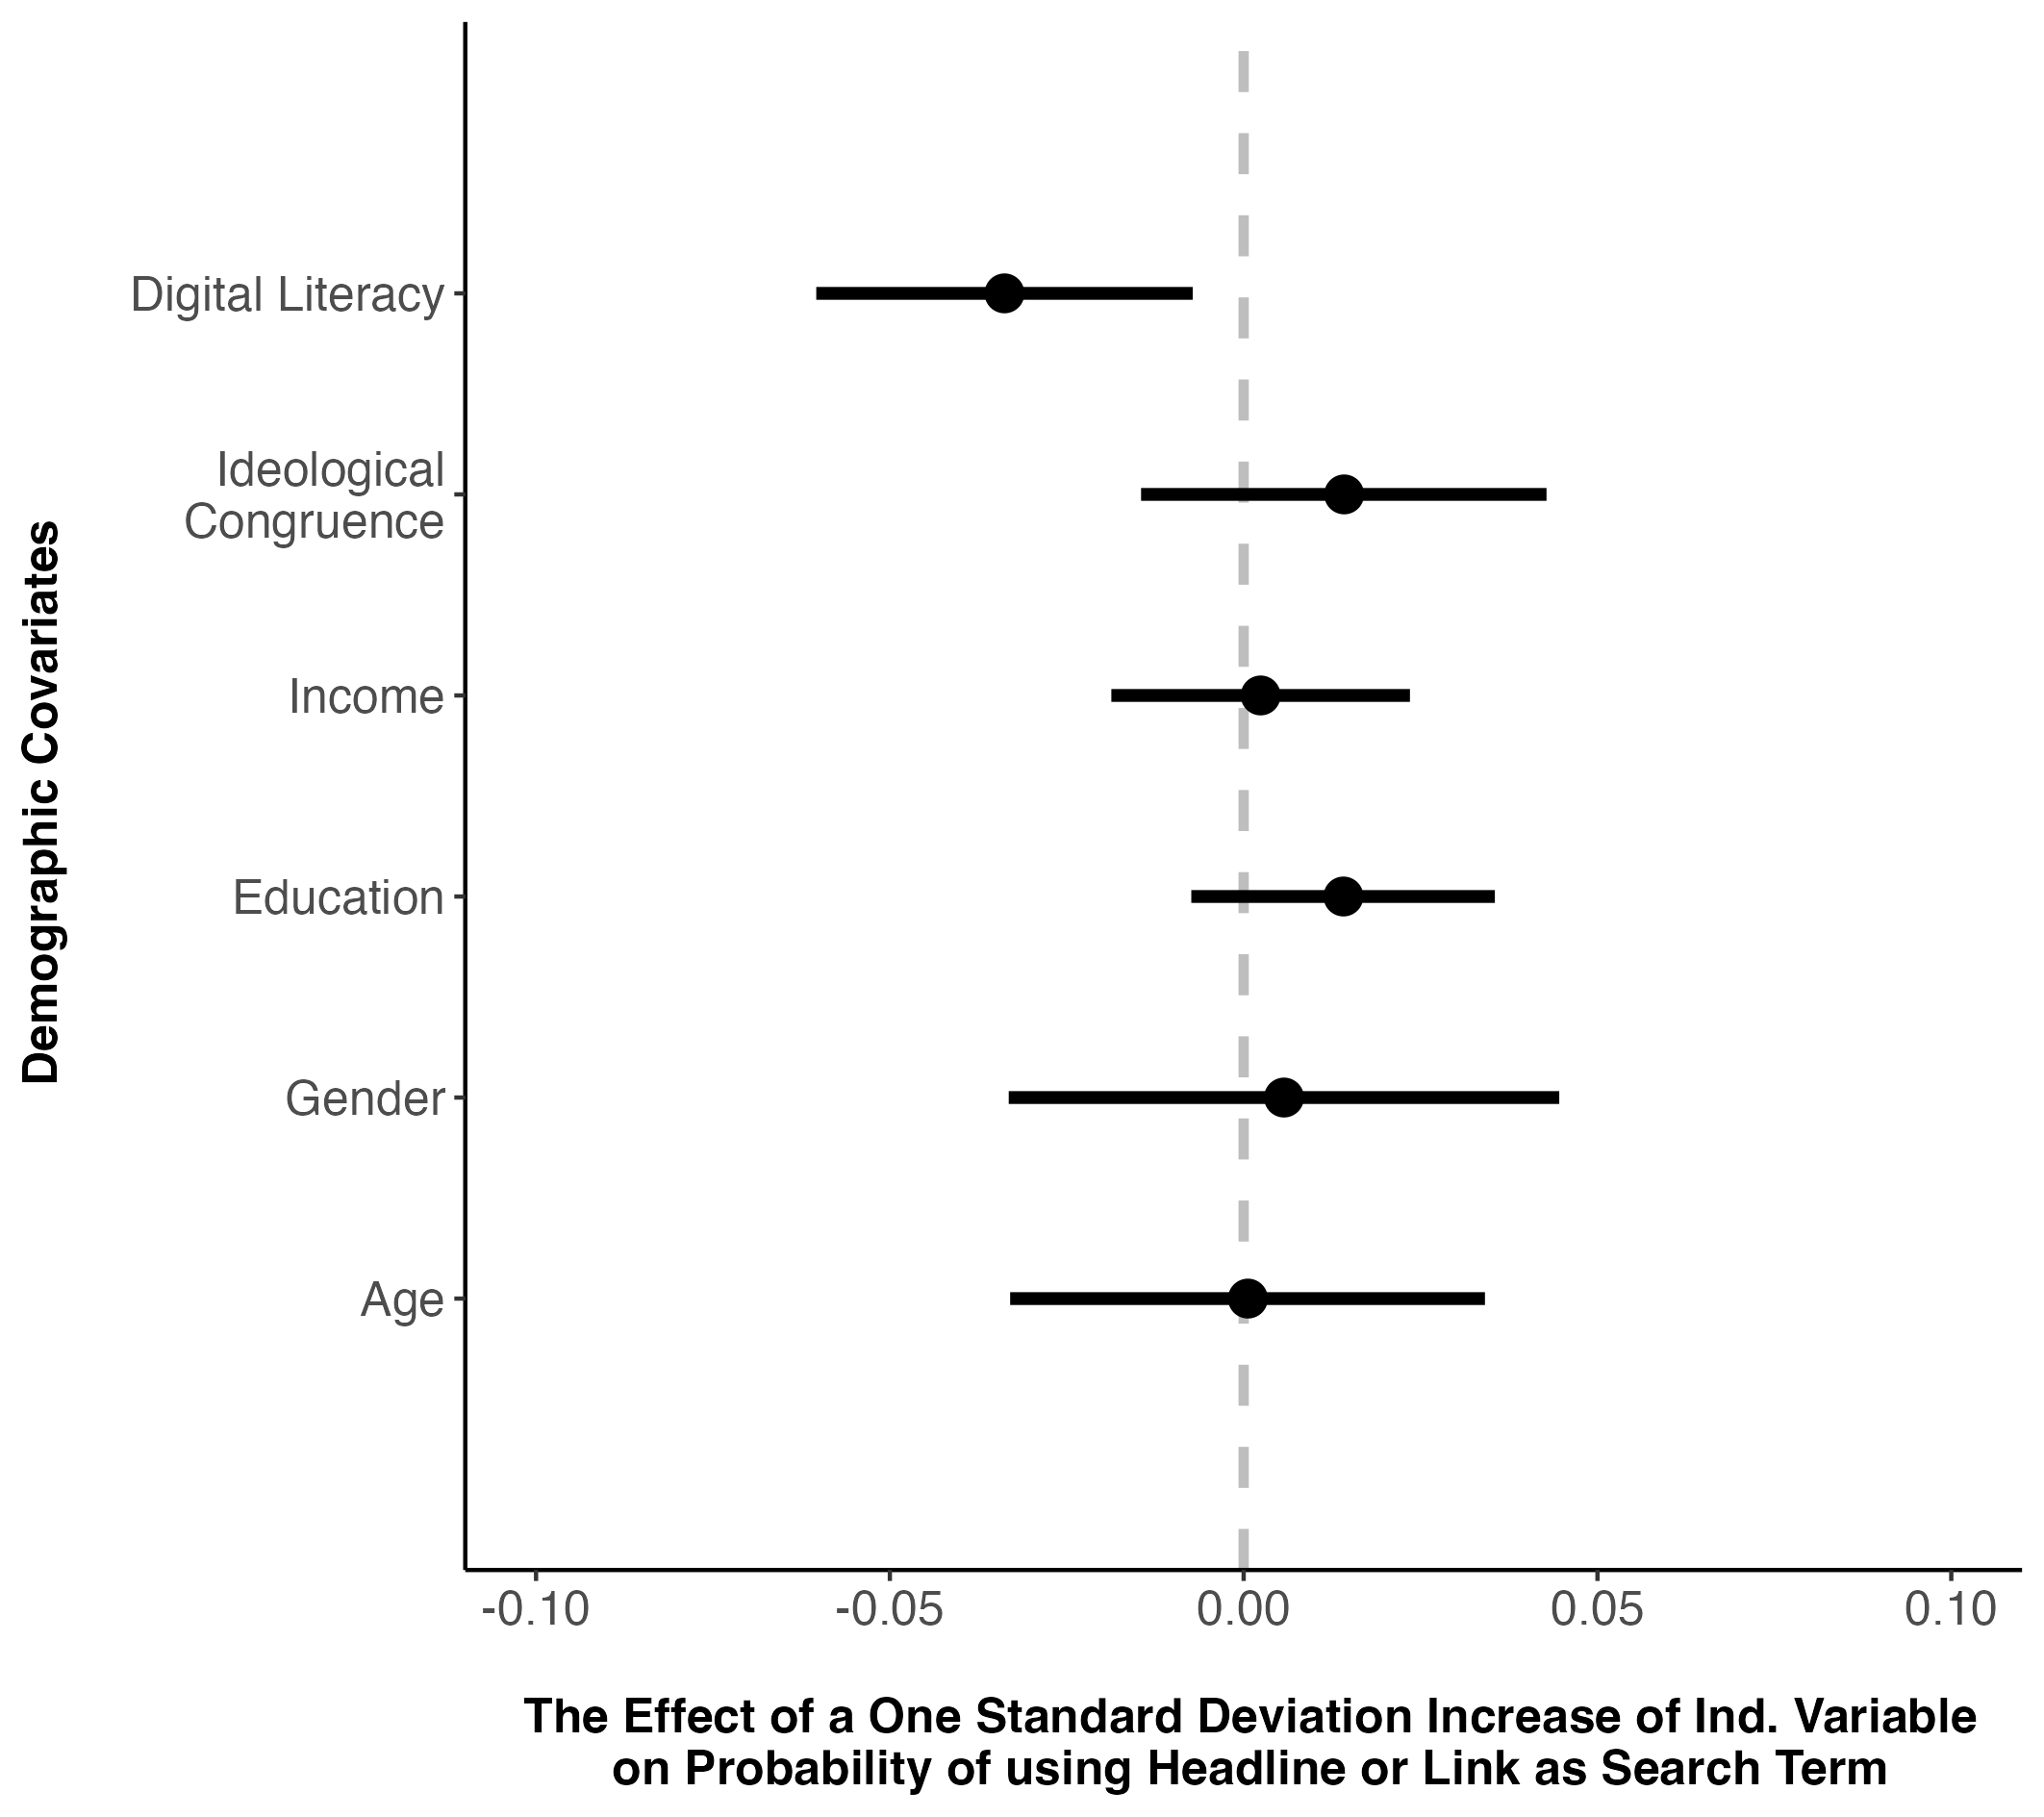 Demographic Covariates
Digital Literacy
Ideological
Congruence
Income
Education
Gender
Age
-0.10
-0.05
0.00
0.05
0.10
The Effect of a One Standard Deviation Increase of Ind. Variable
on Probability of using Headline or Link as Search Term